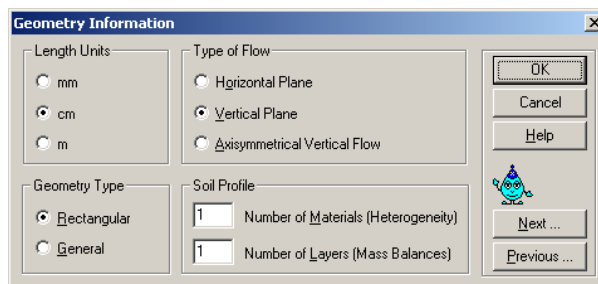 Geometry Information
Length Units
mm
cm
m
Type of Flow
Horizontal Plane
Vertical Plane
Axisymmetrical Vertical Flow
Geometry Type
Rectangular
General
Soil Profile
1 Number of Materials (Heterogeneity)
1 Number of Layers (Mass Balances)
OK
Cancel
Help
Next ...
Previous ...